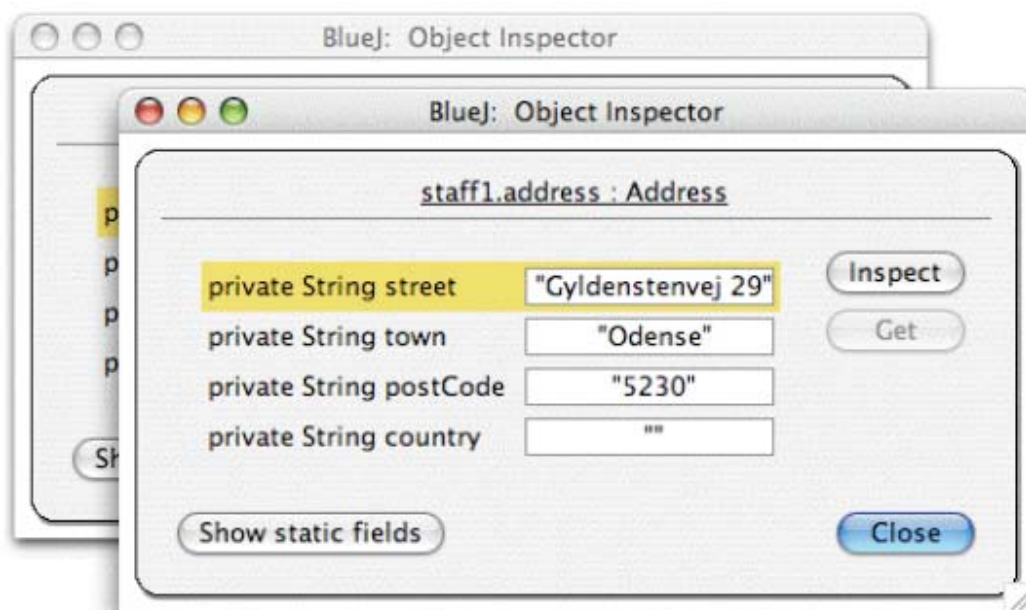 BlueJ: Object Inspector
BlueJ: Object Inspector
staff1.address : Address
private String street "Gyldenstenvej 29"
Inspect
private String town "Odense"
Get
private String postCode "5230"
private String country ""
Show static fields
Close